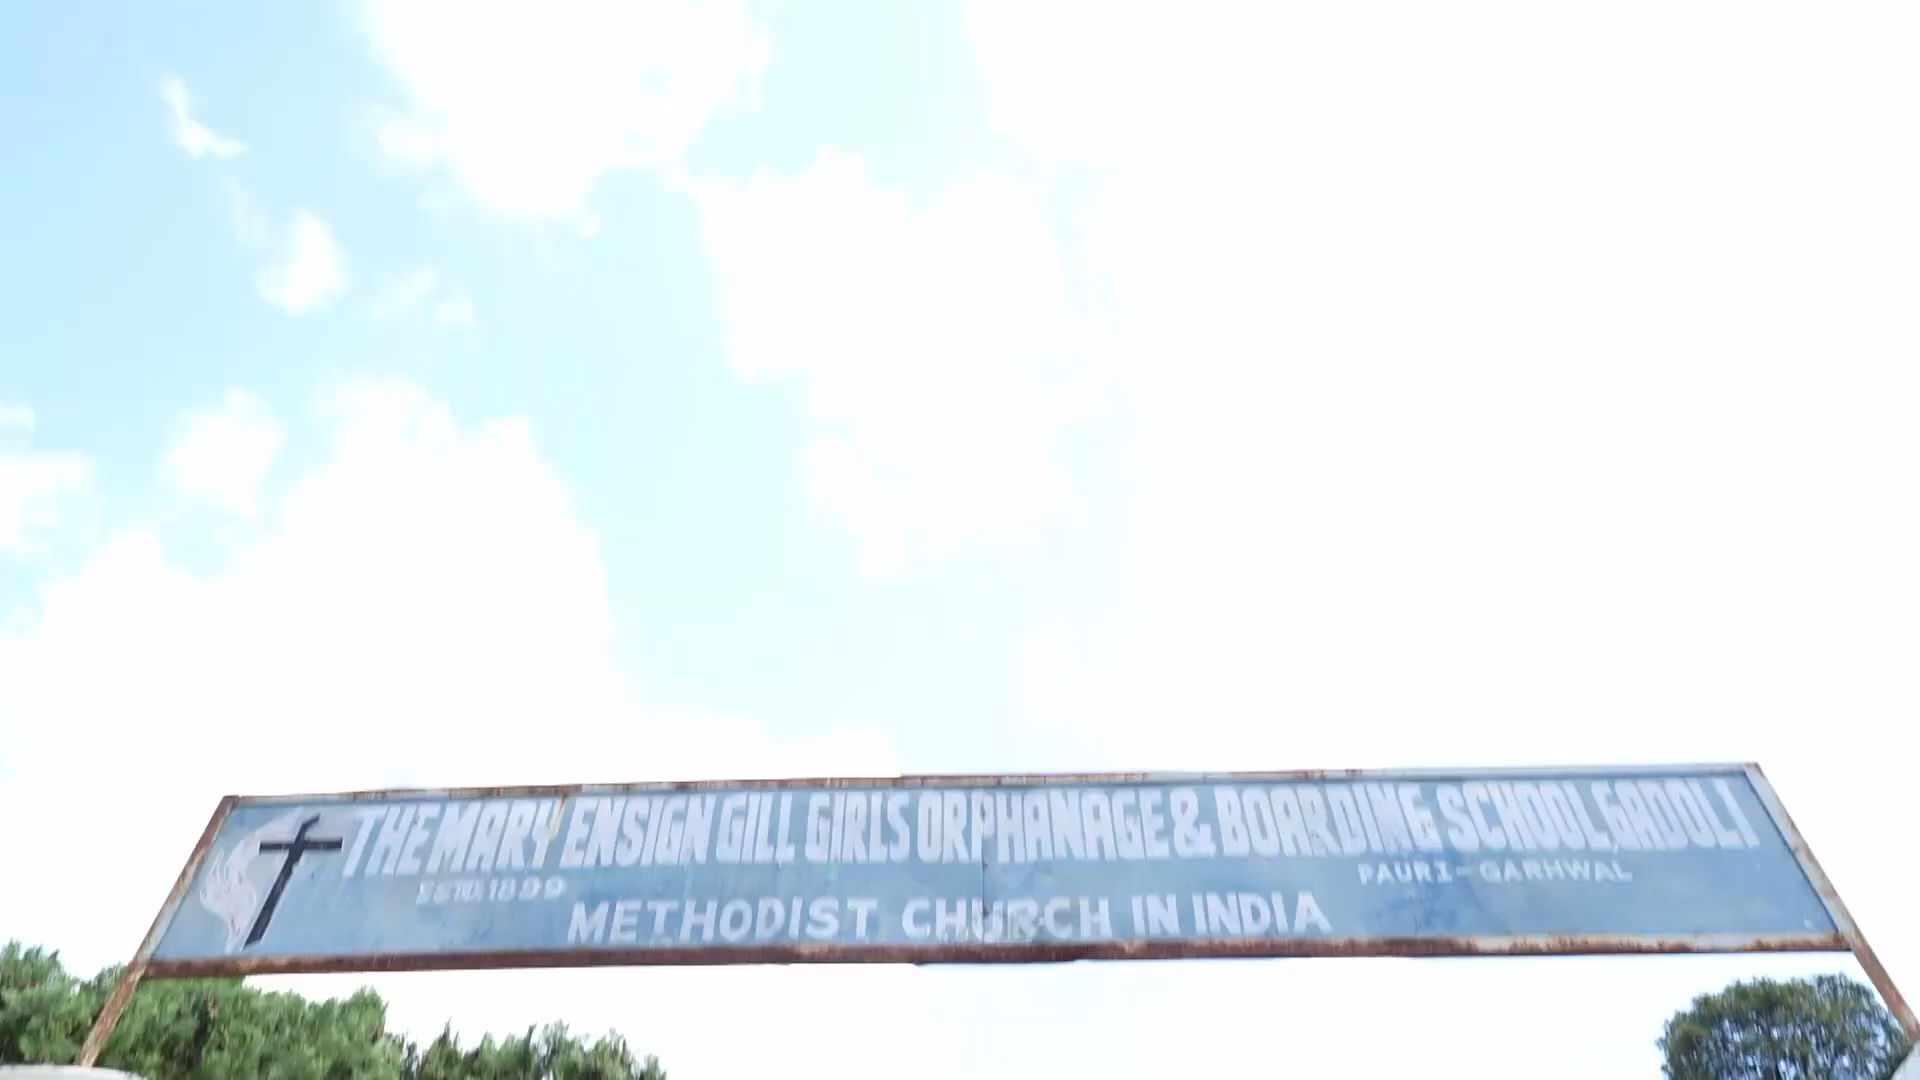 THE MARY ENSIGN GILL GIRLS ORPHANAGE & BOARDING SCHOOL GADOLI
ESTD. 1899 PAURI-GARHWAL
METHODIST CHURCH IN INDIA